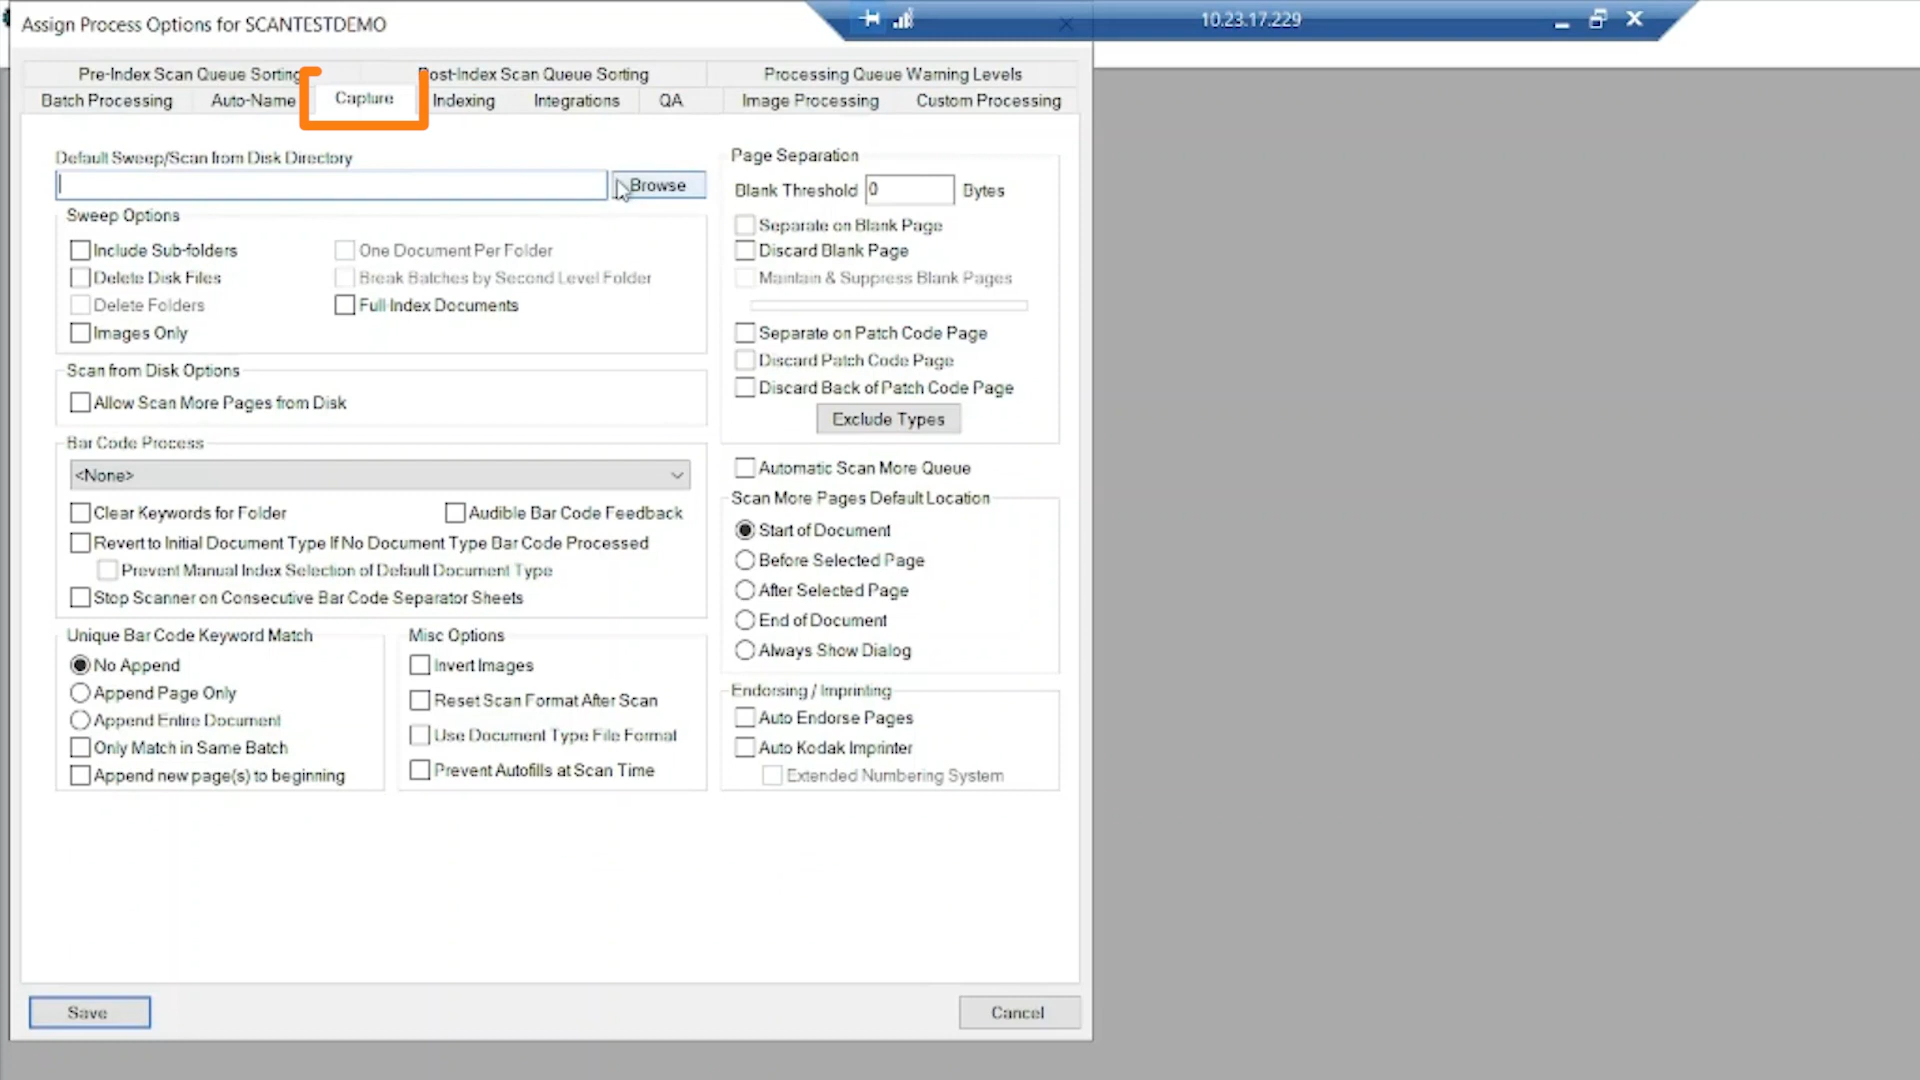 Assign Process Options for SCANTESTDEMO
10.23.17.229
Pre-Index Scan Queue Sorting
Post-Index Scan Queue Sorting
Processing Queue Warning Levels
Batch Processing
Auto-Name
Capture
Indexing
Integrations
QA
Image Processing
Custom Processing
Default Sweep/Scan from Disk Directory
Browse
Sweep Options
Include Sub-folders
One Document Per Folder
Delete Disk Files
Break Batches by Second Level Folder
Delete Folders
Full-Index Documents
Images Only
Scan from Disk Options
Allow Scan More Pages from Disk
Bar Code Process
<None>
Clear Keywords for Folder
Audible Bar Code Feedback
Revert to Initial Document Type If No Document Type Bar Code Processed
Prevent Manual Index Selection of Default Document Type
Stop Scanner on Consecutive Bar Code Separator Sheets
Unique Bar Code Keyword Match
No Append
Append Page Only
Append Entire Document
Only Match in Same Batch
Append new page(s) to beginning
Misc Options
Invert Images
Reset Scan Format After Scan
Use Document Type File Format
Prevent Autofills at Scan Time
Page Separation
Blank Threshold 0 Bytes
Separate on Blank Page
Discard Blank Page
Maintain & Suppress Blank Pages
Separate on Patch Code Page
Discard Patch Code Page
Discard Back of Patch Code Page
Exclude Types
Automatic Scan More Queue
Scan More Pages Default Location
Start of Document
Before Selected Page
After Selected Page
End of Document
Always Show Dialog
Endorsing / Imprinting
Auto Endorse Pages
Auto Kodak Imprinter
Extended Numbering System
Save
Cancel